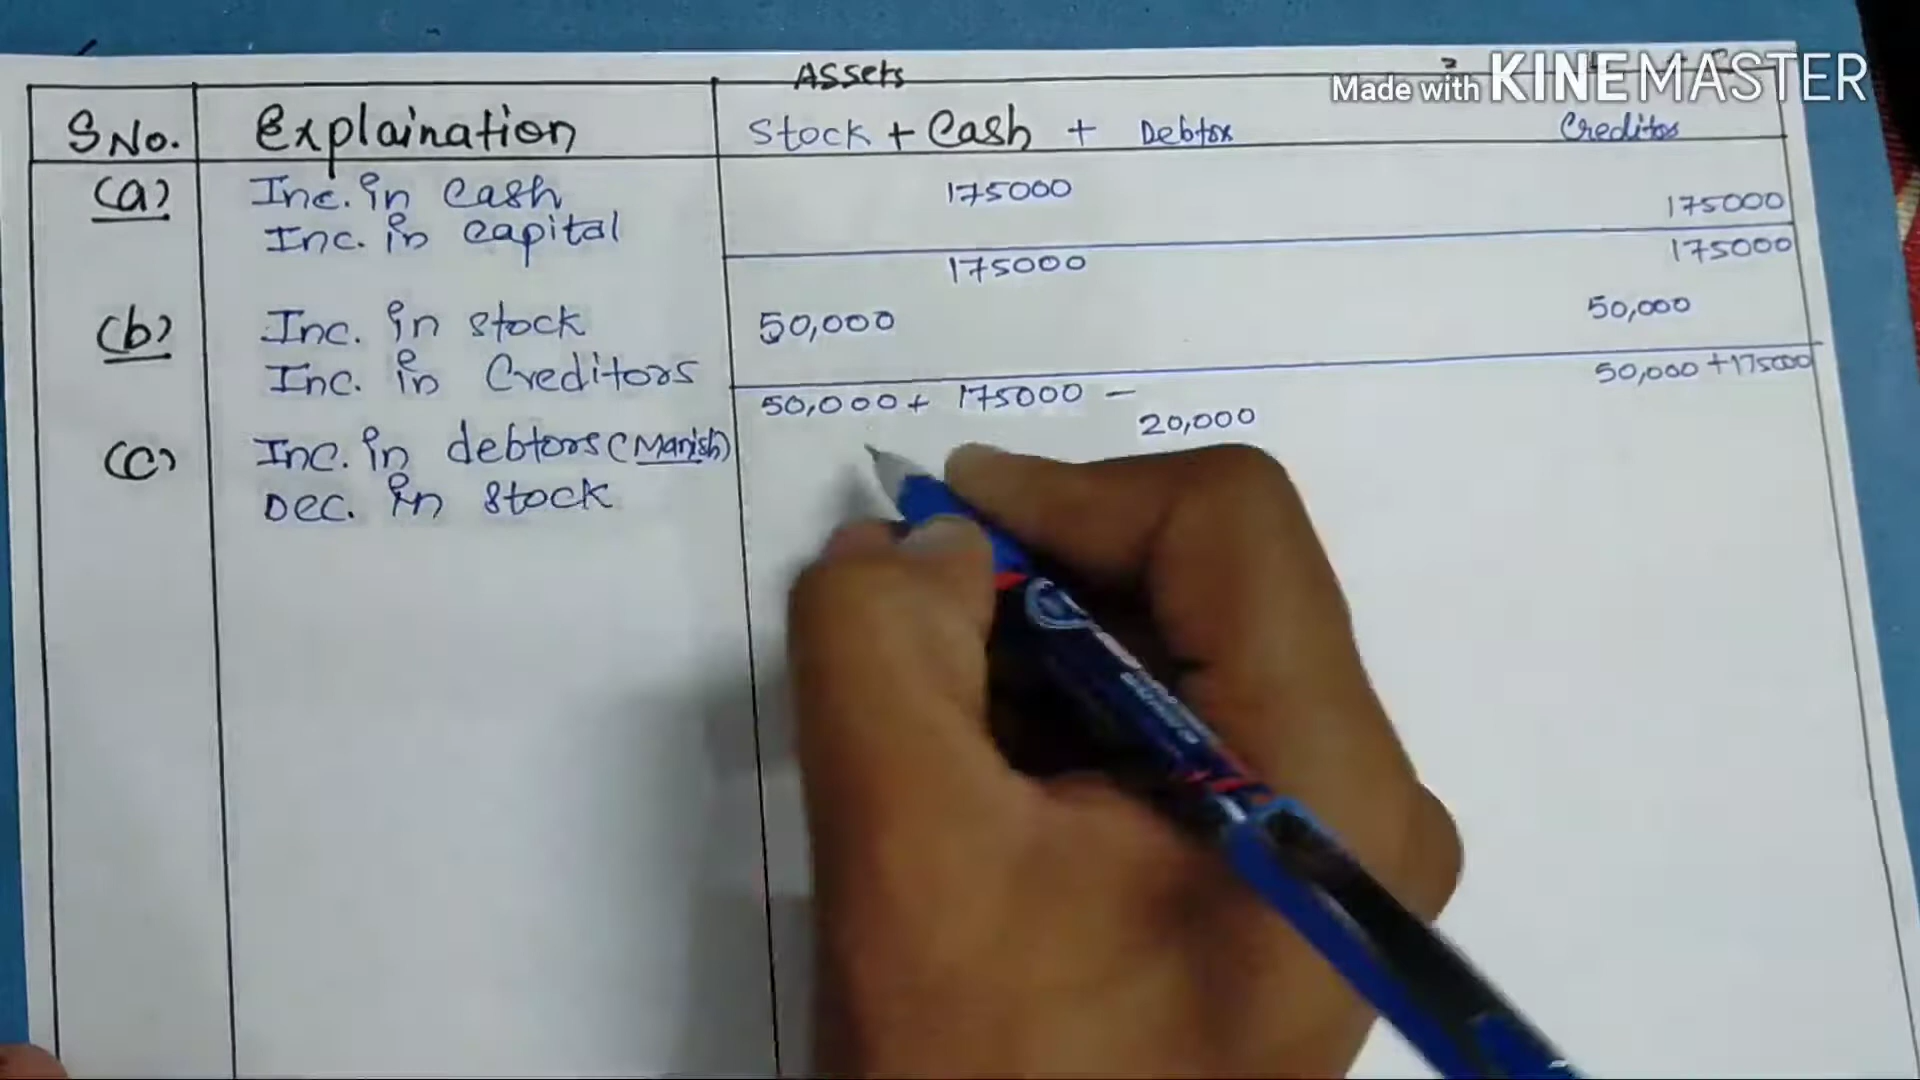 Assets
Made with KINEMASTER
S No. Explaination Stock + Cash + Debtor Creditos
(a) Inc. in Cash 175000 175000
Inc. in capital
175000 175000
(b) Inc. in stock 50,000 50,000
Inc. in Creditors
50,000 + 175000 - 50,000 + 175000
(c) Inc. in debtors (Manish) 20,000
Dec. in stock